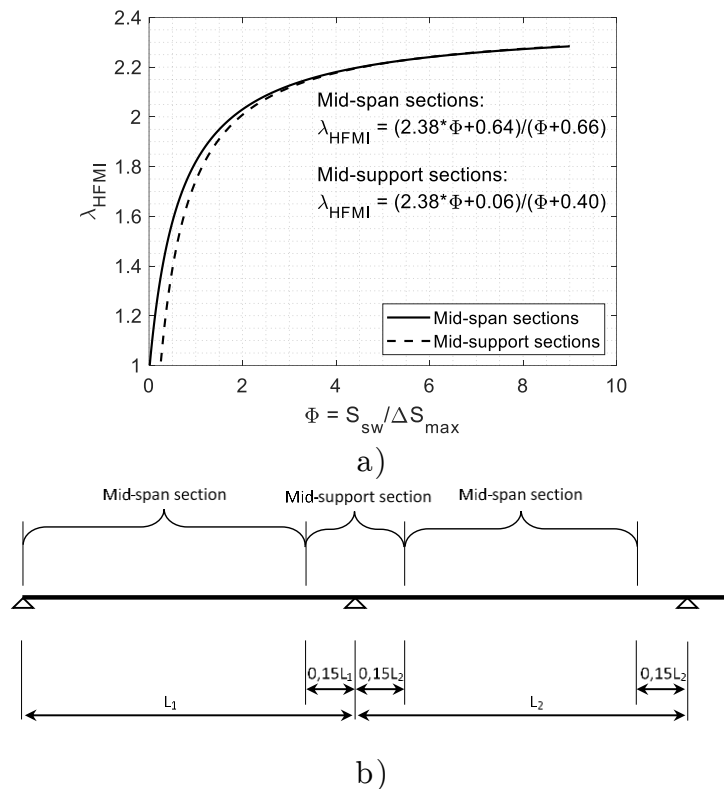 2.4
2.2
2
1.8
1.6
1.4
1.2
1
λHFMI
Mid-span sections:
λHFMI = (2.38*Φ+0.64)/(Φ+0.66)
Mid-support sections:
λHFMI = (2.38*Φ+0.06)/(Φ+0.40)
Mid-span sections
Mid-support sections
0 2 4 6 8 10
Φ = Ssw/ΔSmax
a)
Mid-span section Mid-support section Mid-span section
0,15L1 0,15L2 0,15L2
L1 L2
b)